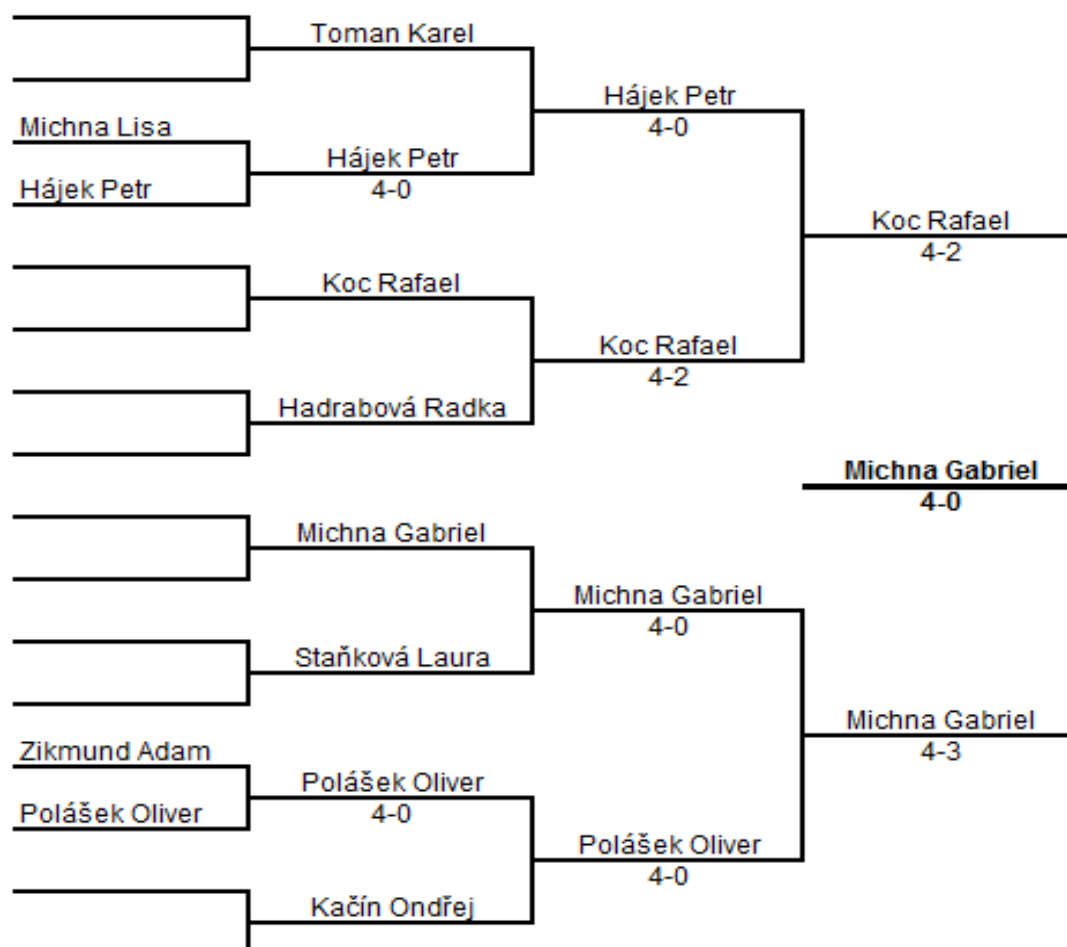 Toman Karel
Hájek Petr
4-0
Michna Lisa
Hájek Petr
4-0
Hájek Petr
Koc Rafael
4-2
Koc Rafael
Koc Rafael
4-2
Hadrabová Radka
Michna Gabriel
4-0
Michna Gabriel
Michna Gabriel
4-0
Staňková Laura
Michna Gabriel
4-3
Zikmund Adam
Polášek Oliver
4-0
Polášek Oliver
Polášek Oliver
4-0
Kačín Ondřej